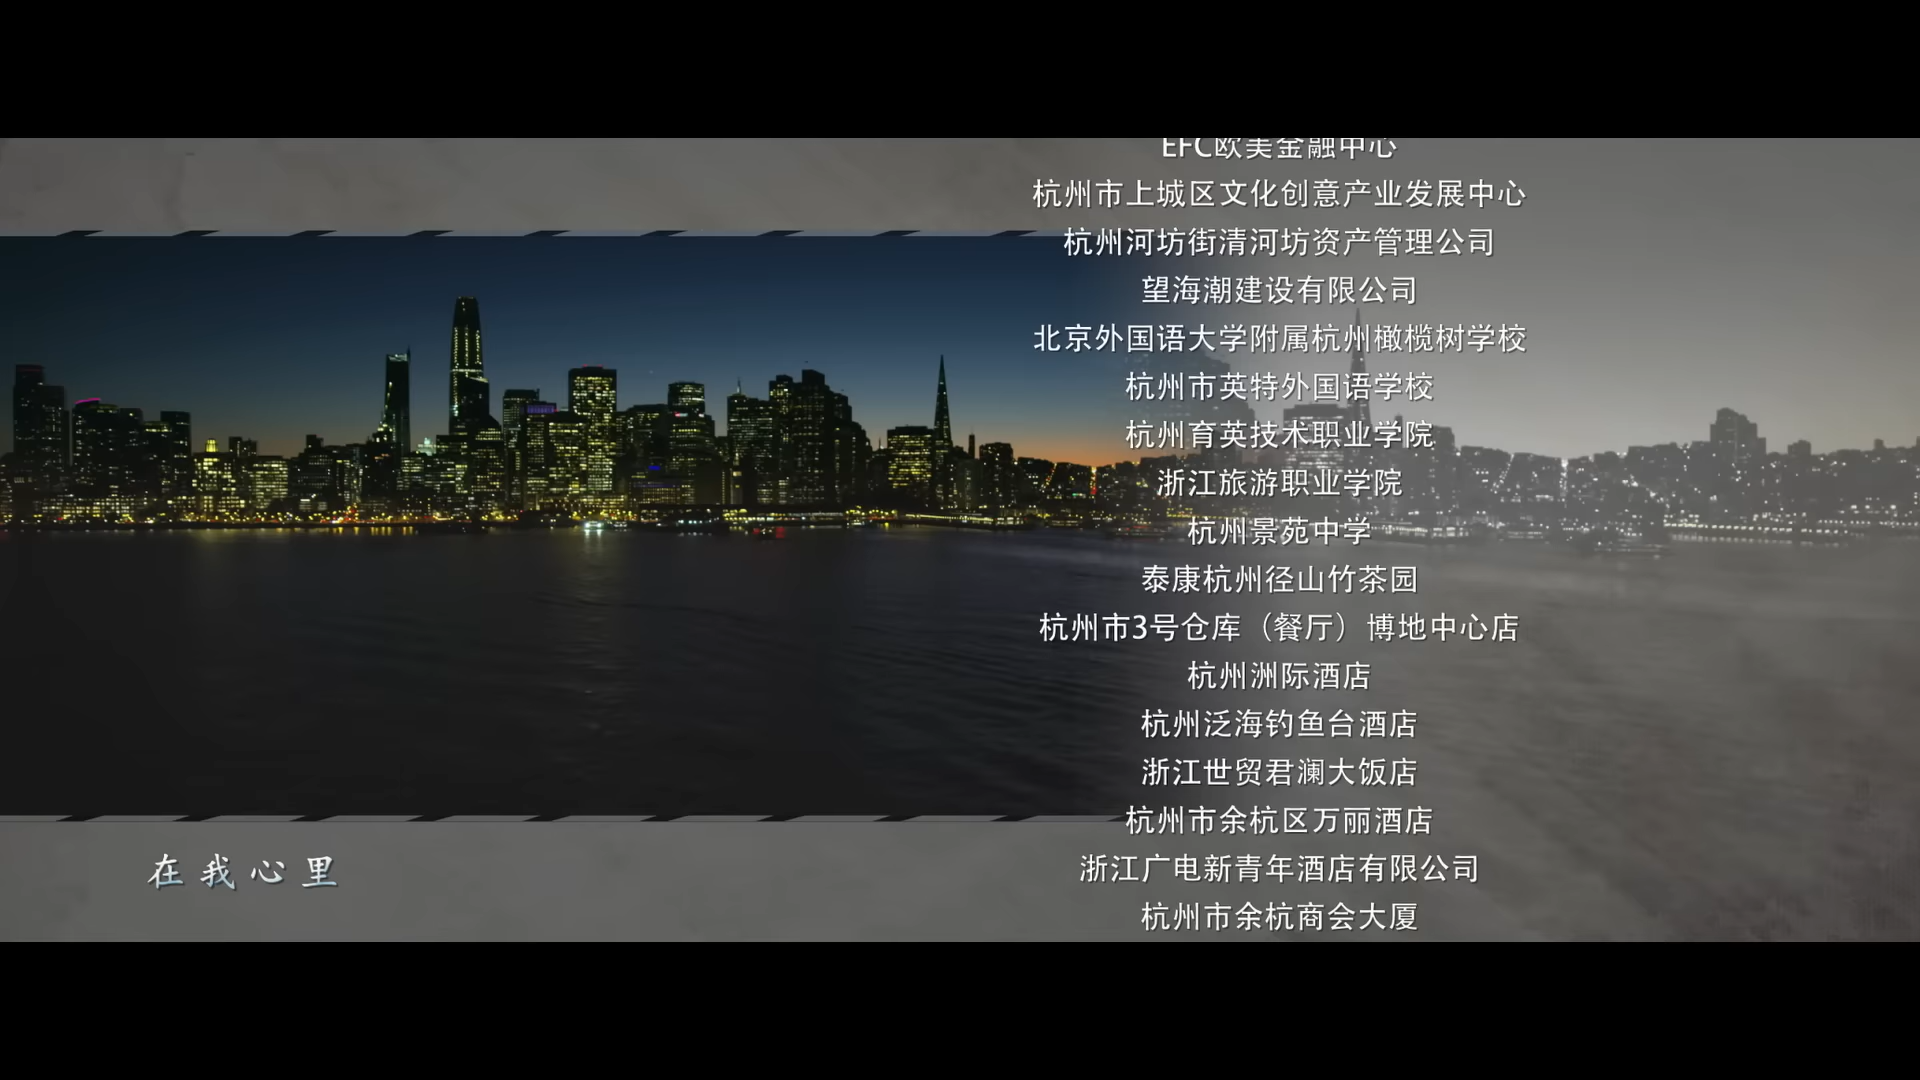 EFC欧美金融中心
杭州市上城区文化创意产业发展中心
杭州河坊街清河坊资产管理公司
望海潮建设有限公司
北京外国语大学附属杭州橄榄树学校
杭州市英特外国语学校
杭州育英技术职业学院
浙江旅游职业学院
杭州景苑中学
泰康杭州径山竹茶园
杭州市3号仓库（餐厅）博地中心店
杭州洲际酒店
杭州泛海钓鱼台酒店
浙江世贸君澜大饭店
杭州市余杭区万丽酒店
浙江广电新青年酒店有限公司
杭州市余杭商会大厦
在我心里